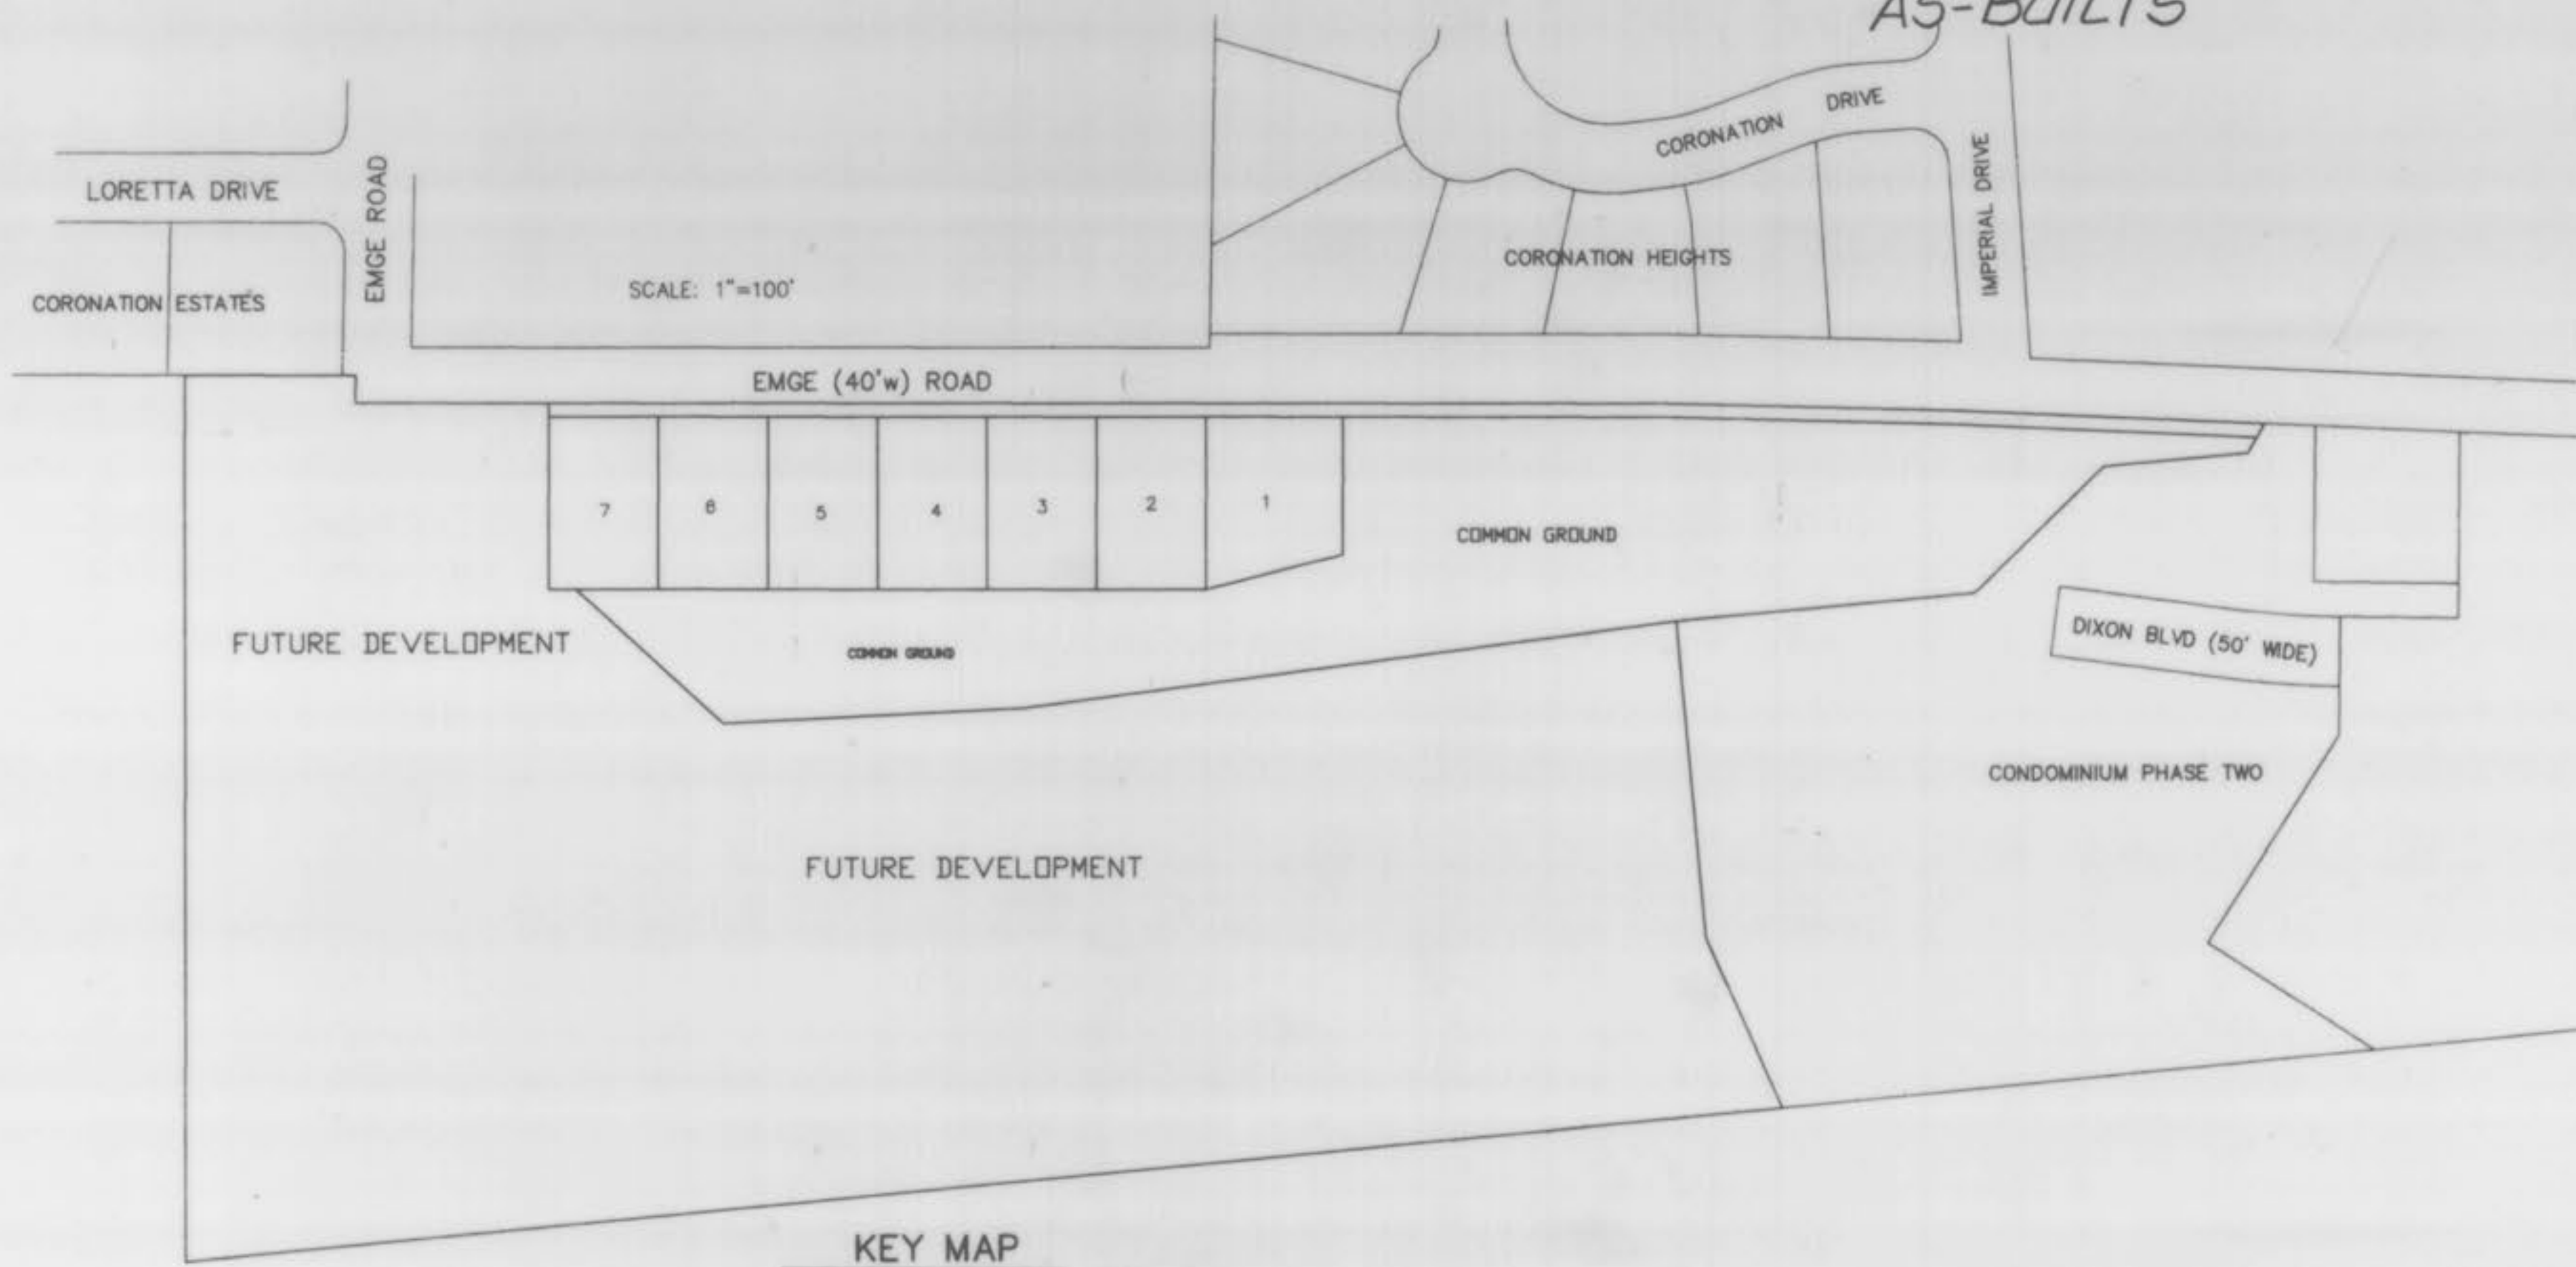 AS-BUILTS
CORONATION DRIVE
LORETTA DRIVE
EMGE ROAD
IMPERIAL DRIVE
CORONATION HEIGHTS
SCALE: 1"=100'
CORONATION ESTATES
EMGE (40'w) ROAD
7 6 5 4 3 2 1
COMMON GROUND
DIXON BLVD (50' WIDE)
FUTURE DEVELOPMENT
COMMON GROUND
CONDOMINIUM PHASE TWO
FUTURE DEVELOPMENT
KEY MAP